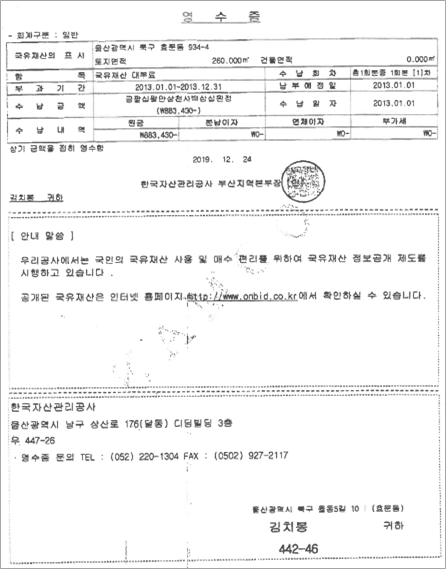 영 수 증
- 회계구분 : 일반
국유재산의 표시 울산광역시 북구 효문동 934-4
토지면적 260.000㎡ 건물면적 0.000㎡
항 목 국유재산 대부료 수 납 회 차 총1회분중 1회분 [1]차
부 과 기 간 2013.01.01~2013.12.31 납 부 예 정 일 2013.01.01
수 납 금 액 금팔십팔만삼천사백삼십원정 (₩883,430-) 수 납 일 자 2013.01.01
수 납 내 역 원금 분납이자 연체이자 부가세
₩883,430- ₩0- ₩0- ₩0-
상기 금액을 정히 영수함
2019. 12. 24
한국자산관리공사 부산지역본부장
김치봉 귀하
[ 안내 말씀 ]
우리공사에서는 국민의 국유재산 사용 및 매수 편리를 위하여 국유재산 정보공개 제도를
시행하고 있습니다 .
공개된 국유재산은 인터넷 홈페이지 http://www.onbid.co.kr에서 확인하실 수 있습니다.
한국자산관리공사
울산광역시 남구 삼산로 176(달동) 디딤빌딩 3층
우 447-26
· 영수증 문의 TEL : (052) 220-1304 FAX : (0502) 927-2117
울산광역시 북구 율동5길 10 (효문동)
김치봉 귀하
442-46